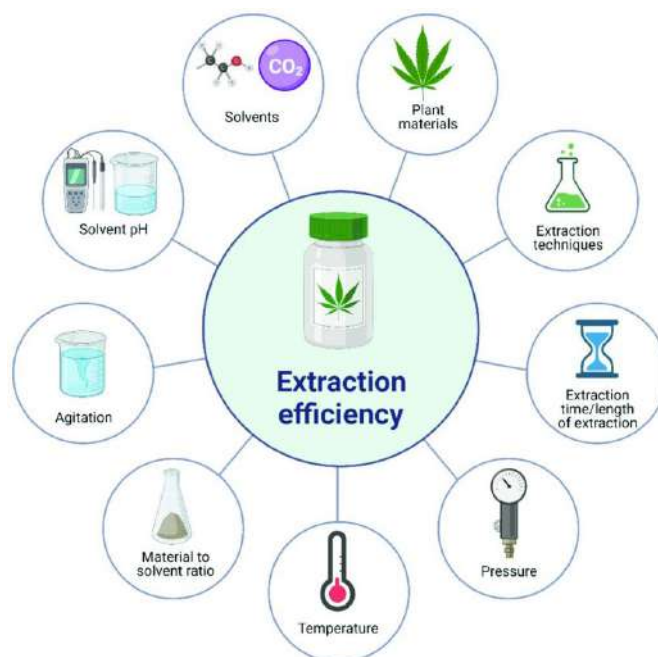 CO₂
Solvents
Plant
materials
Extraction
techniques
Extraction
time/length
of extraction
Pressure
Temperature
Material to
solvent ratio
Agitation
Solvent pH
Extraction
efficiency